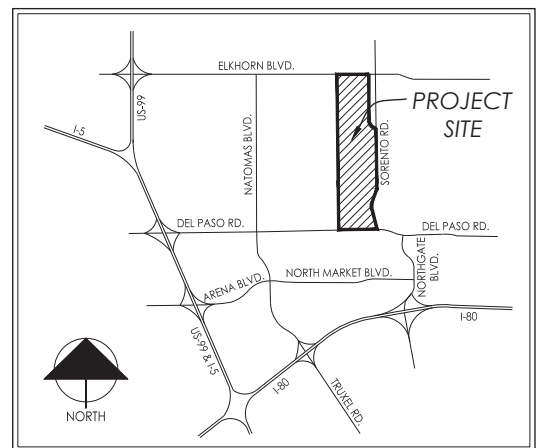 ELKHORN BLVD.
US-99
I-5
PROJECT
SITE
NATOMAS BLVD.
SORENTO RD.
DEL PASO RD.
DEL PASO RD.
NORTHGATE
BLVD.
NORTH MARKET BLVD.
ARENA BLVD.
US-99 & I-5
I-80
I-80
TRUXEL RD.
NORTH